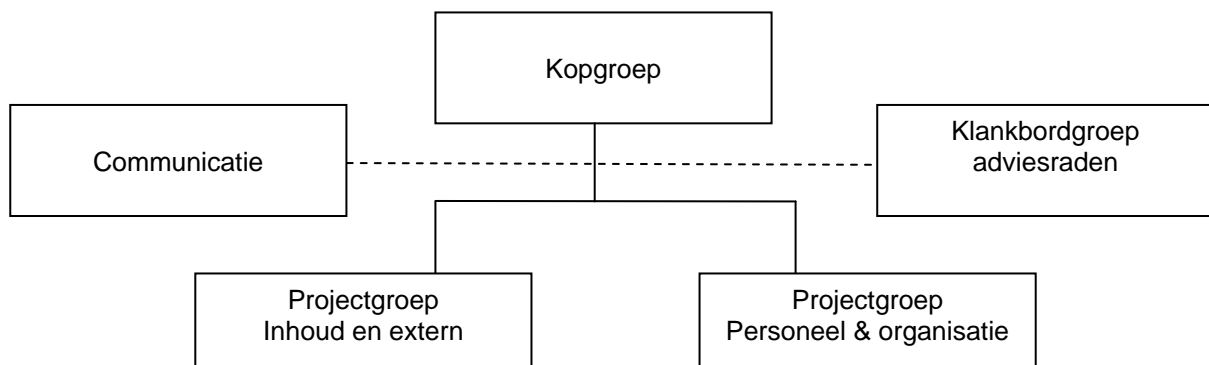 Kopgroep
Communicatie
Klankbordgroep
adviesraden
Projectgroep
Inhoud en extern
Projectgroep
Personeel & organisatie